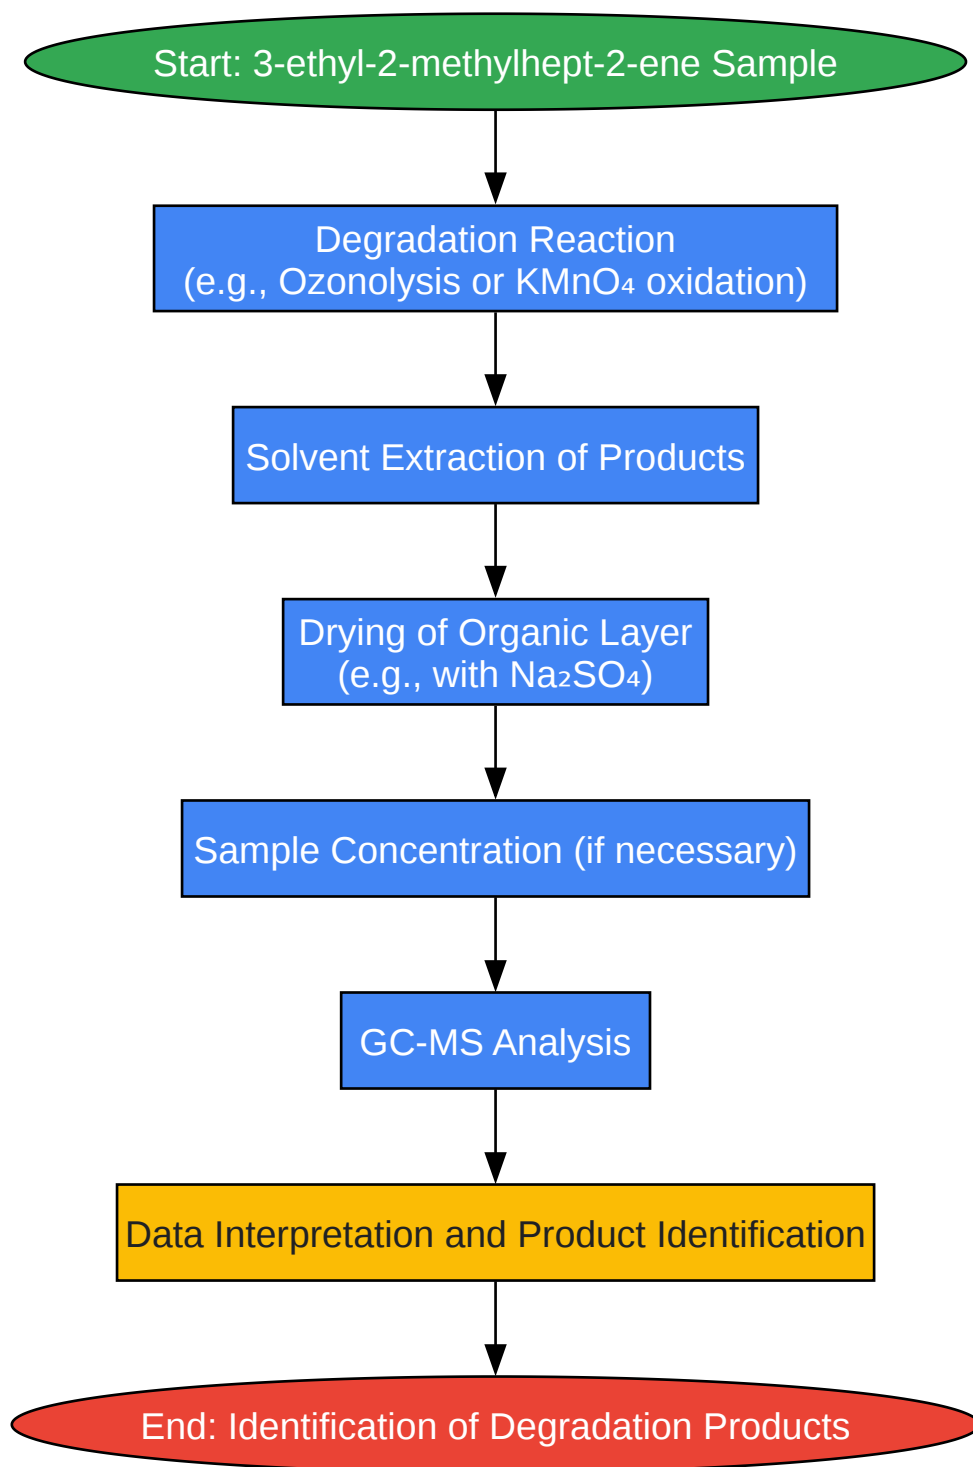 Start: 3-ethyl-2-methylhept-2-ene Sample
Degradation Reaction
(e.g., Ozonolysis or KMnO₄ oxidation)
Solvent Extraction of Products
Drying of Organic Layer
(e.g., with Na₂SO₄)
Sample Concentration (if necessary)
GC-MS Analysis
Data Interpretation and Product Identification
End: Identification of Degradation Products